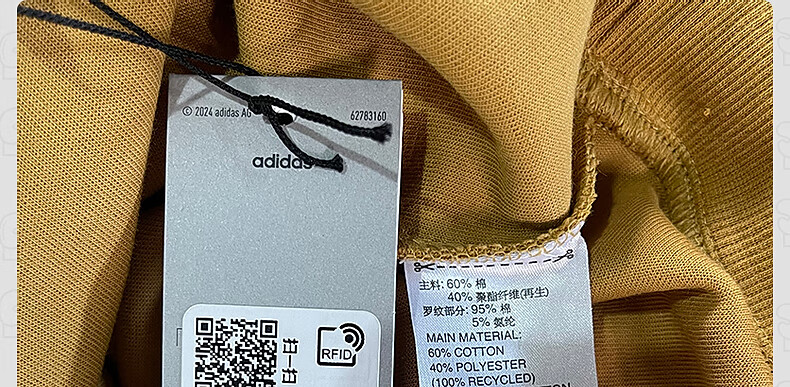 © 2024 adidas AG
62783160
adidas
扫一扫
RFID
主料: 60% 棉
40% 聚酯纤维(再生)
罗纹部分: 95% 棉
5% 氨纶
MAIN MATERIAL:
60% COTTON
40% POLYESTER
(100% RECYCLED)